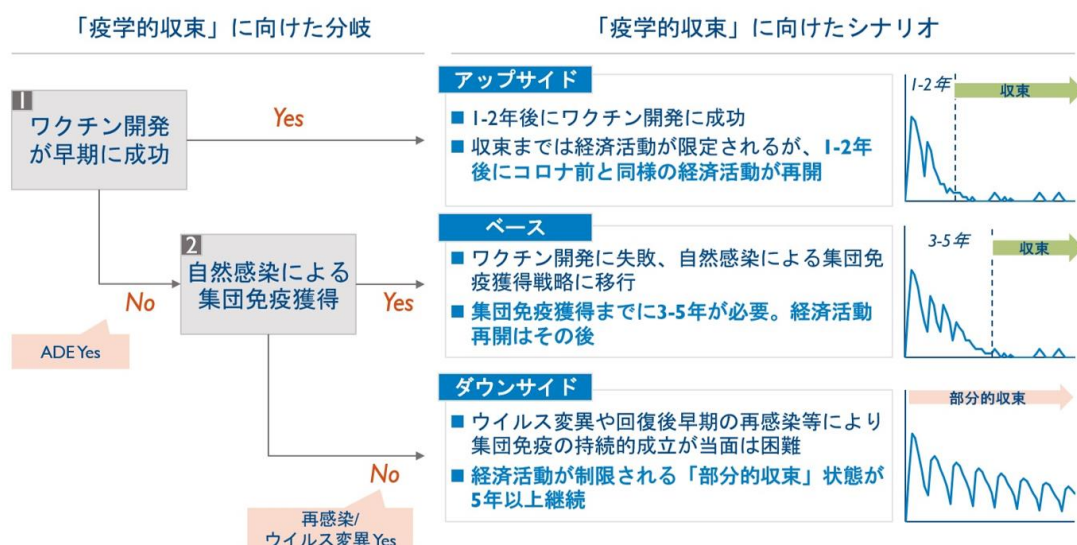 「疫学的収束」に向けた分岐
「疫学的収束」に向けたシナリオ
1
ワクチン開発
が早期に成功
Yes
No
ADE Yes
2
自然感染による
集団免疫獲得
Yes
No
再感染/
ウイルス変異 Yes
アップサイド
■ 1-2年後にワクチン開発に成功
■ 収束までは経済活動が限定されるが、1-2年
後にコロナ前と同様の経済活動が再開
1-2年
収束
ベース
■ ワクチン開発に失敗、自然感染による集団免
疫獲得戦略に移行
■ 集団免疫獲得までに3-5年が必要。経済活動
再開はその後
3-5年
収束
ダウンサイド
■ ウイルス変異や回復後早期の再感染等により
集団免疫の持続的成立が当面は困難
■ 経済活動が制限される「部分的収束」状態が
5年以上継続
部分的収束